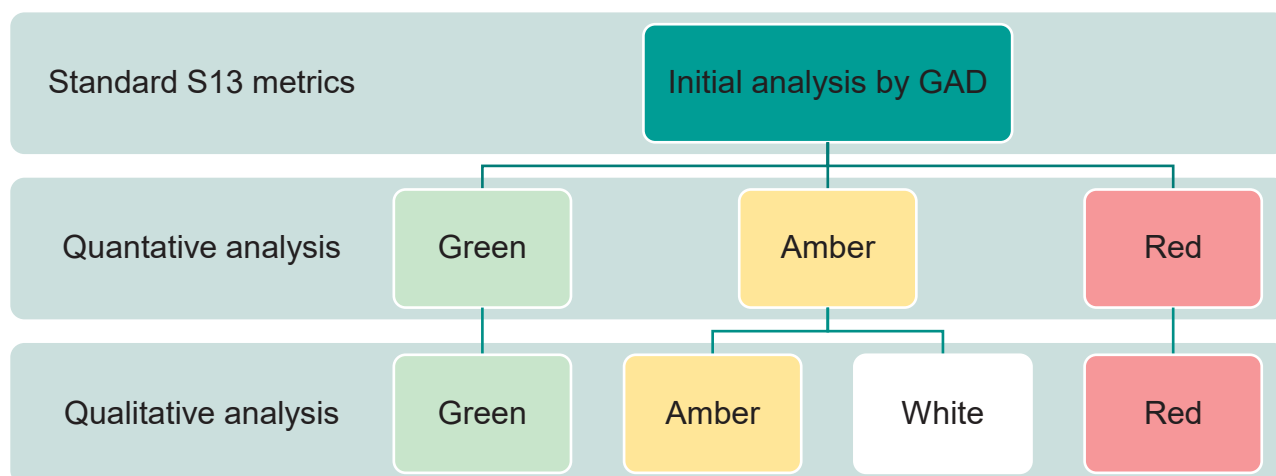 Standard S13 metrics
Initial analysis by GAD
Quantative analysis
Green
Amber
Red
Qualitative analysis
Green
Amber
White
Red